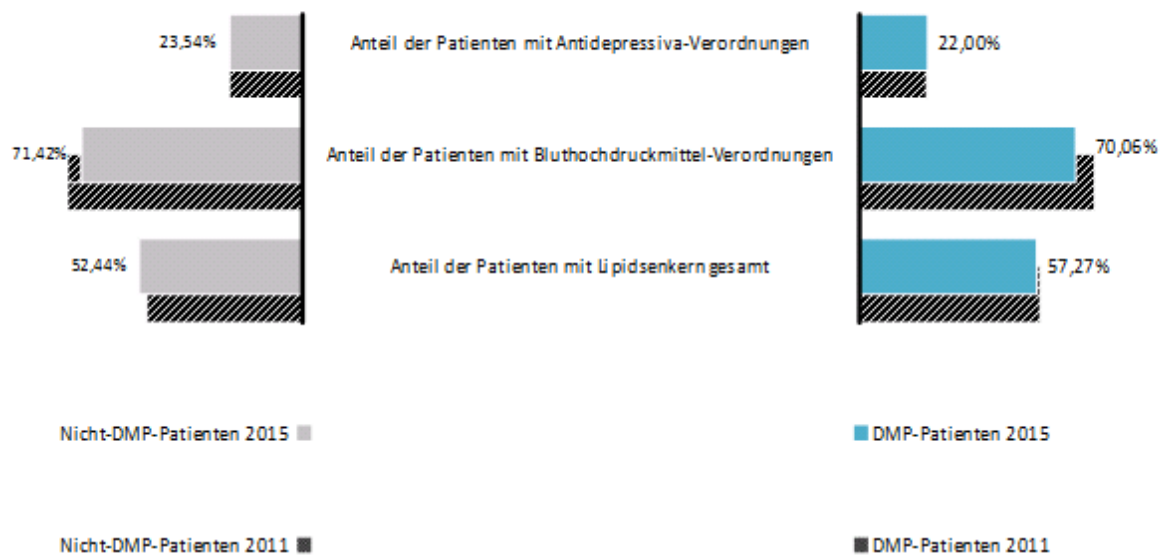 23,54% Anteil der Patienten mit Antidepressiva-Verordnungen 22,00%
71,42% Anteil der Patienten mit Bluthochdruckmittel-Verordnungen 70,06%
52,44% Anteil der Patienten mit Lipidsenkern gesamt 57,27%
Nicht-DMP-Patienten 2015 DMP-Patienten 2015
Nicht-DMP-Patienten 2011 DMP-Patienten 2011